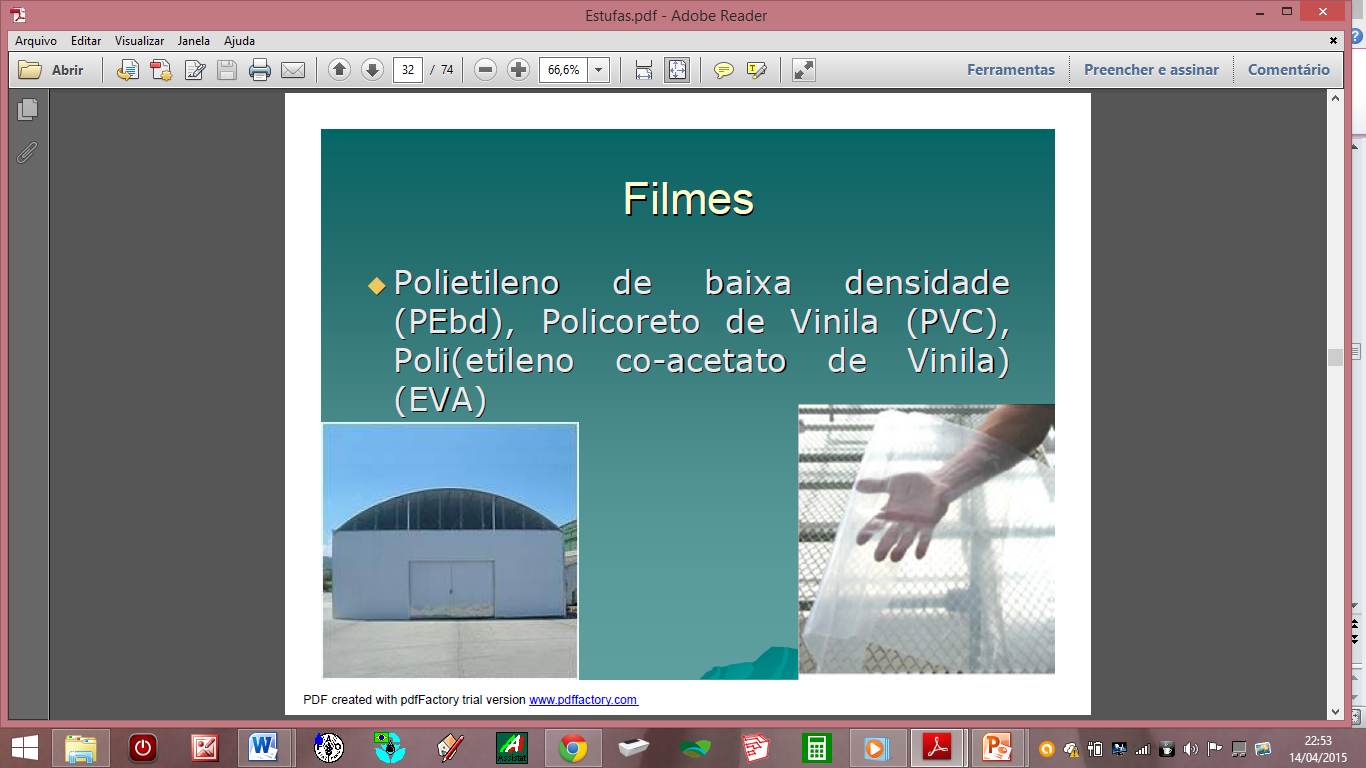 Estufas.pdf - Adobe Reader
Arquivo Editar Visualizar Janela Ajuda
Abrir 32 / 74 66,6% Ferramentas Preencher e assinar Comentário
Filmes
Polietileno de baixa densidade
(PEbd), Policoreto de Vinila (PVC),
Poli(etileno co-acetato de Vinila)
(EVA)
PDF created with pdfFactory trial version www.pdffactory.com
Assistat
22:53
14/04/2015